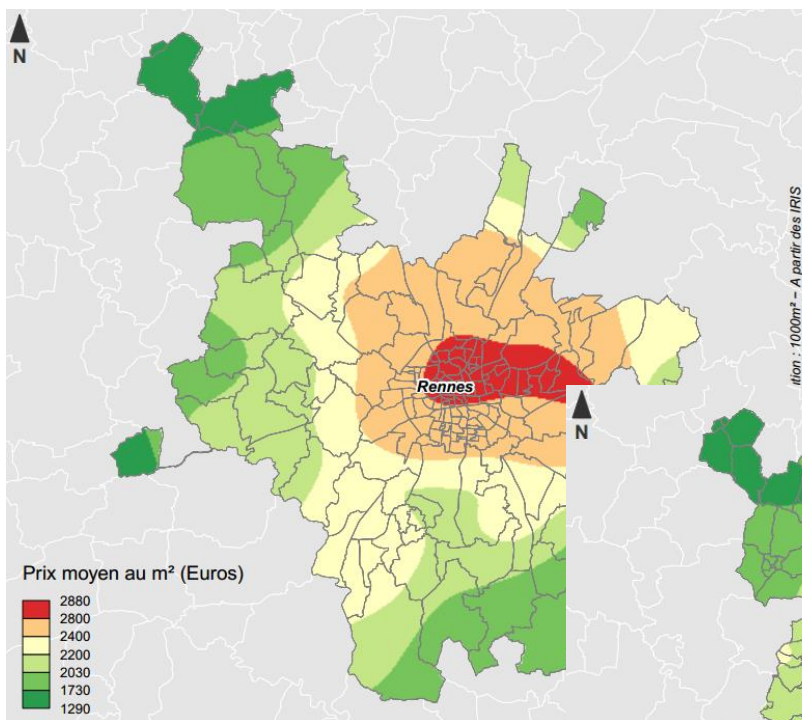 N
ition : 1000m² – A partir des IRIS
Rennes
N
Prix moyen au m² (Euros)
2880
2800
2400
2200
2030
1730
1290